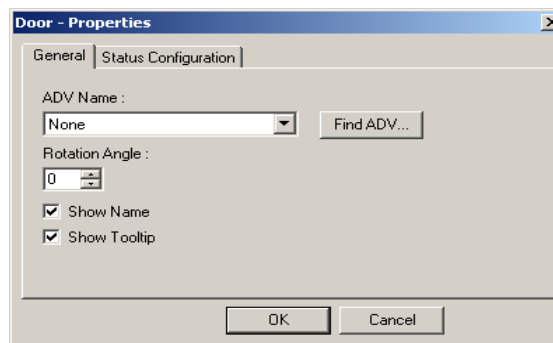 Door - Properties
General Status Configuration
ADV Name :
None Find ADV...
Rotation Angle :
0
Show Name
Show Tooltip
OK Cancel